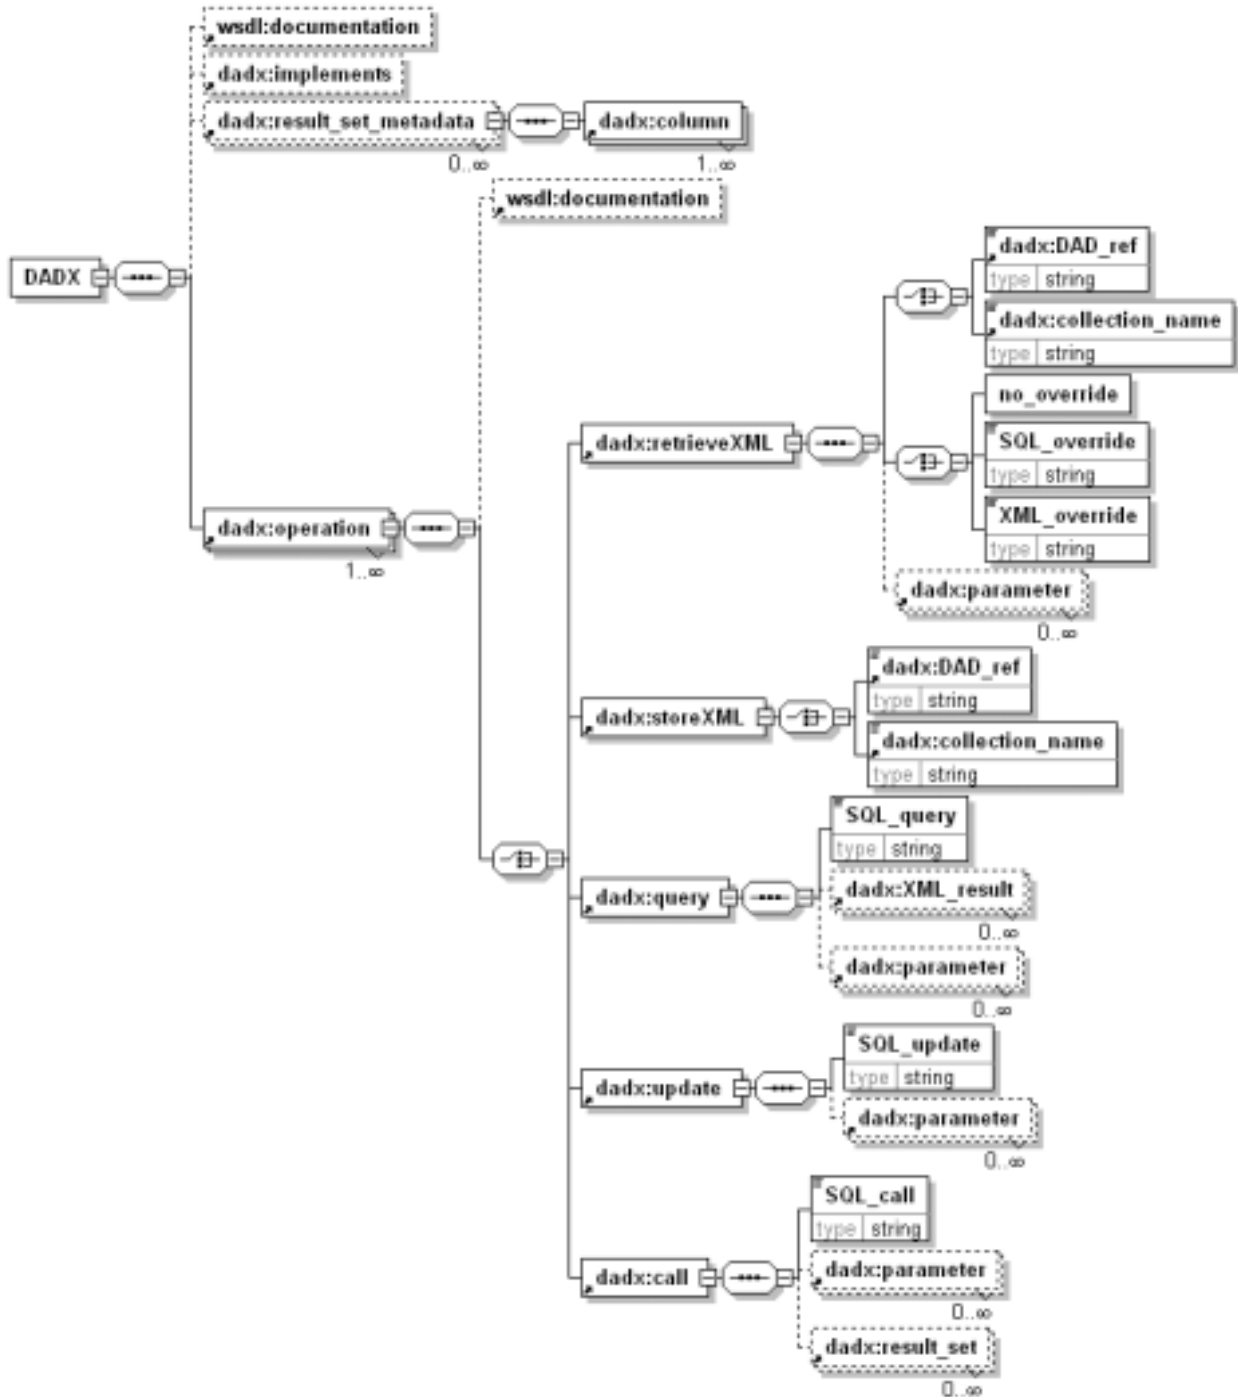 wsdl:documentation
dadx:implements
dadx:result_set_metadata
dadx:column
0..∞
1..∞
wsdl:documentation
DADX
dadx:DAD_ref
type string
dadx:collection_name
type string
no_override
dadx:retrieveXML
SQL_override
type string
XML_override
type string
dadx:operation
1..∞
dadx:parameter
0..∞
dadx:DAD_ref
type string
dadx:storeXML
dadx:collection_name
type string
SQL_query
type string
dadx:query
dadx:XML_result
0..∞
dadx:parameter
0..∞
SQL_update
type string
dadx:update
dadx:parameter
0..∞
SQL_call
type string
dadx:call
dadx:parameter
0..∞
dadx:result_set
0..∞